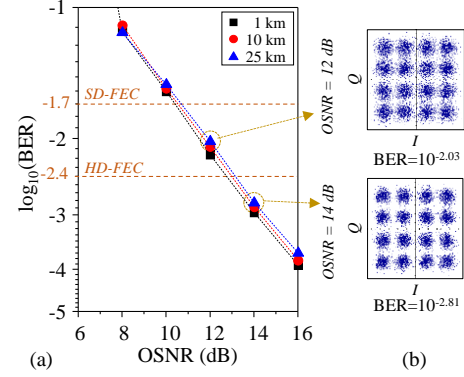 -1
1 km
10 km
25 km
SD-FEC
-1.7
-2
HD-FEC
-2.4
-3
-4
-5
log10(BER)
8
10
12
14
16
OSNR (dB)
(a)
OSNR = 12 dB
Q
I
BER=10-2.03
OSNR = 14 dB
Q
I
BER=10-2.81
(b)